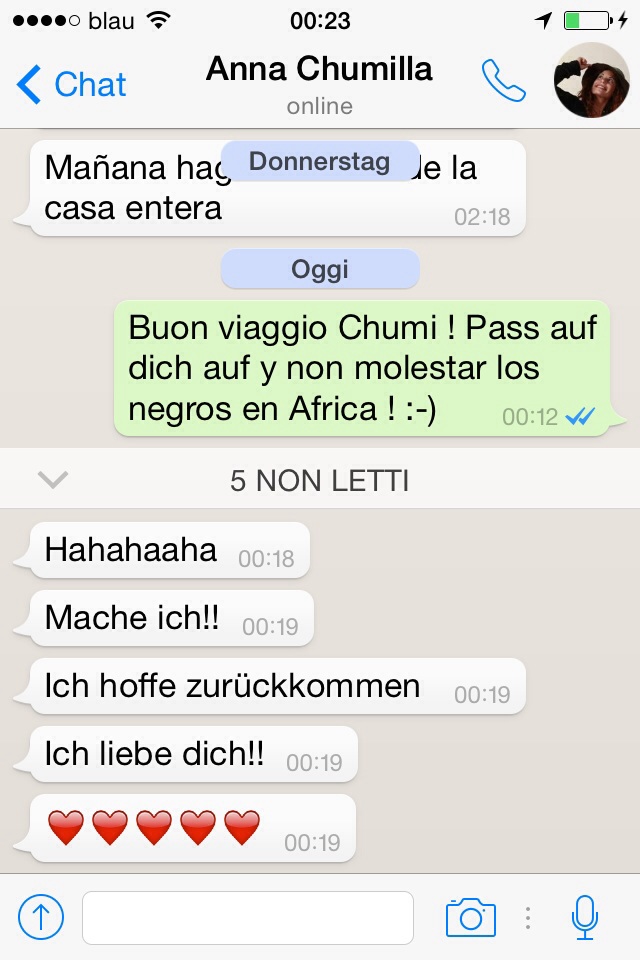 blau 00:23
Chat
Anna Chumilla
online
Mañana hag
Donnerstag
de la
casa entera 02:18
Oggi
Buon viaggio Chumi ! Pass auf
dich auf y non molestar los
negros en Africa ! :-) 00:12
5 NON LETTI
Hahahaaha 00:18
Mache ich!! 00:19
Ich hoffe zurückkommen 00:19
Ich liebe dich!! 00:19
❤️❤️❤️❤️❤️ 00:19